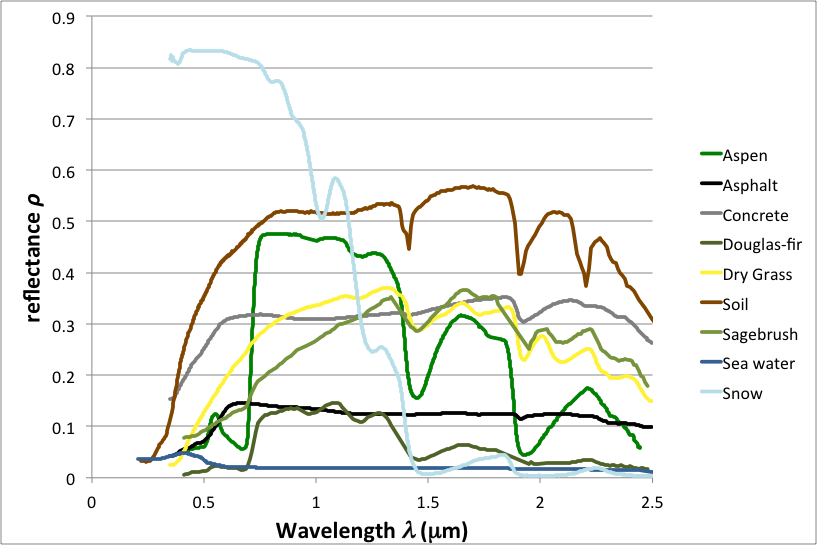 0.9
0.8
0.7
0.6
0.5
0.4
0.3
0.2
0.1
0
reflectance ρ
0
0.5
1
1.5
2
2.5
Wavelength λ (μm)
Aspen
Asphalt
Concrete
Douglas-fir
Dry Grass
Soil
Sagebrush
Sea water
Snow